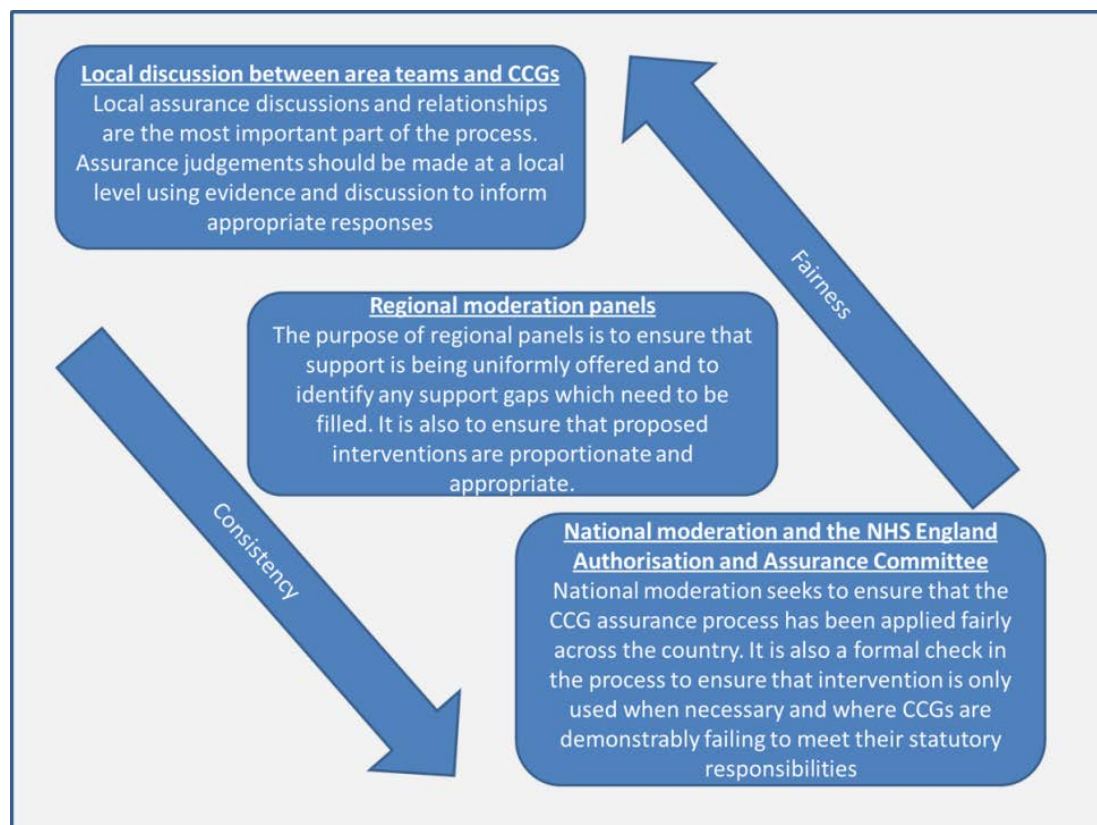 Local discussion between area teams and CCGs
Local assurance discussions and relationships
are the most important part of the process.
Assurance judgements should be made at a local
level using evidence and discussion to inform
appropriate responses
Fairness
Regional moderation panels
The purpose of regional panels is to ensure that
support is being uniformly offered and to
identify any support gaps which need to be
filled. It is also to ensure that proposed
interventions are proportionate and
appropriate.
Consistency
National moderation and the NHS England
Authorisation and Assurance Committee
National moderation seeks to ensure that the
CCG assurance process has been applied fairly
across the country. It is also a formal check in
the process to ensure that intervention is only
used when necessary and where CCGs are
demonstrably failing to meet their statutory
responsibilities